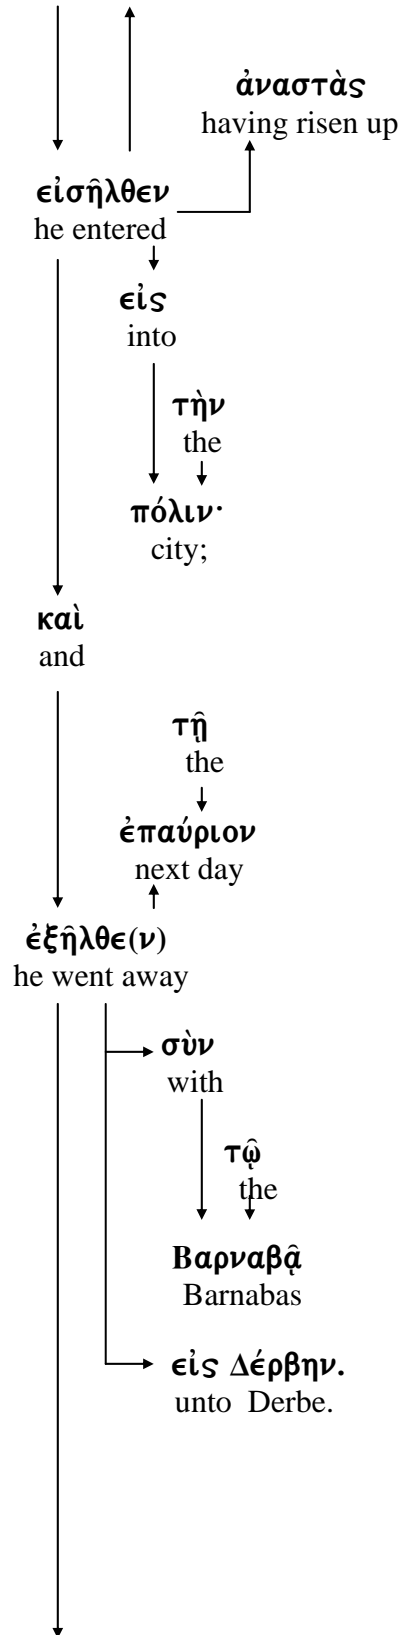 ἀναστὰς
having risen up
εἰσῆλθεν
he entered
εἰς
into
τὴν
the
πόλιν·
city;
καὶ
and
τῇ
the
ἐπαύριον
next day
ἐξῆλθε(ν)
he went away
σὺν
with
τῷ
the
Βαρναβᾷ
Barnabas
εἰς Δέρβην.
unto Derbe.